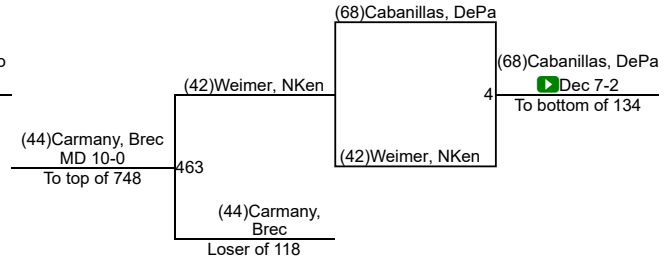 (68)Cabanillas, DePa
o
(68)Cabanillas, DePa
(42)Weimer, NKen
4
Dec 7-2
To bottom of 134
(44)Carmany, Brec
MD 10-0
(42)Weimer, NKen
463
To top of 748
(44)Carmany,
Brec
Loser of 118